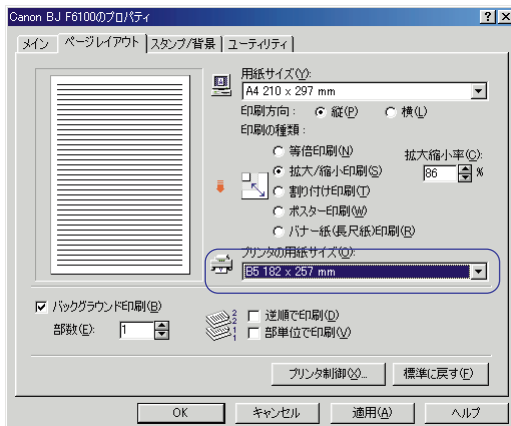 Canon BJ F6100のプロパティ
メイン ページレイアウト スタンプ/背景 ユーティリティ
用紙サイズ(Y):
A4 210 x 297 mm
印刷方向： 縦(P) 横(L)
印刷の種類：
等倍印刷(N)
拡大/縮小印刷(S)
割り付け印刷(T)
ポスター印刷(W)
バナー紙(長尺紙)印刷(R)
拡大縮小率(C):
86 %
プリンタの用紙サイズ(O):
B5 182 x 257 mm
バックグラウンド印刷(B)
部数(E): 1
逆順で印刷(D)
部単位で印刷(V)
プリンタ制御(X)... 標準に戻す(F)
OK キャンセル 適用(A) ヘルプ